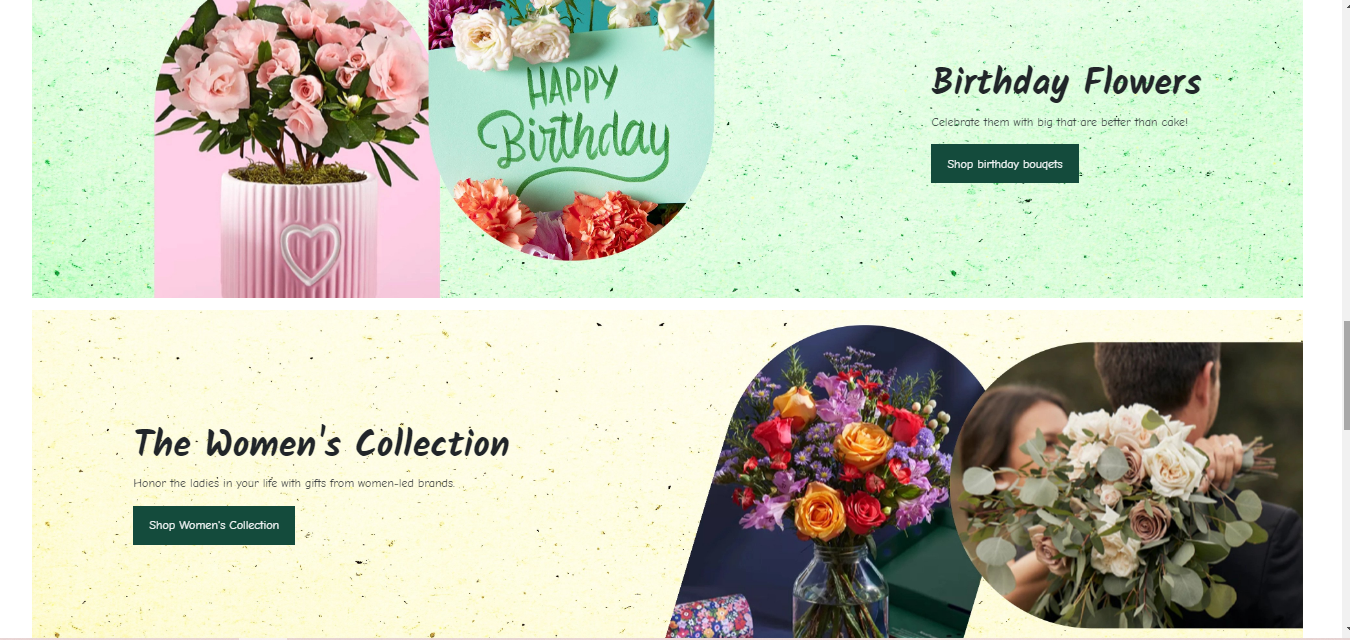 HAPPY
Birthday
Birthday Flowers
Celebrate them with big that are better than cake!
Shop birthday bouqets
The Women's Collection
Honor the ladies in your life with gifts from women-led brands.
Shop Women's Collection